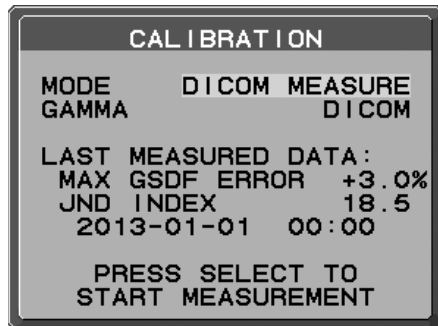 CALIBRATION
MODE DICOM MEASURE
GAMMA DICOM
LAST MEASURED DATA:
MAX GSDF ERROR +3.0%
JND INDEX 18.5
2013-01-01 00:00
PRESS SELECT TO
START MEASUREMENT